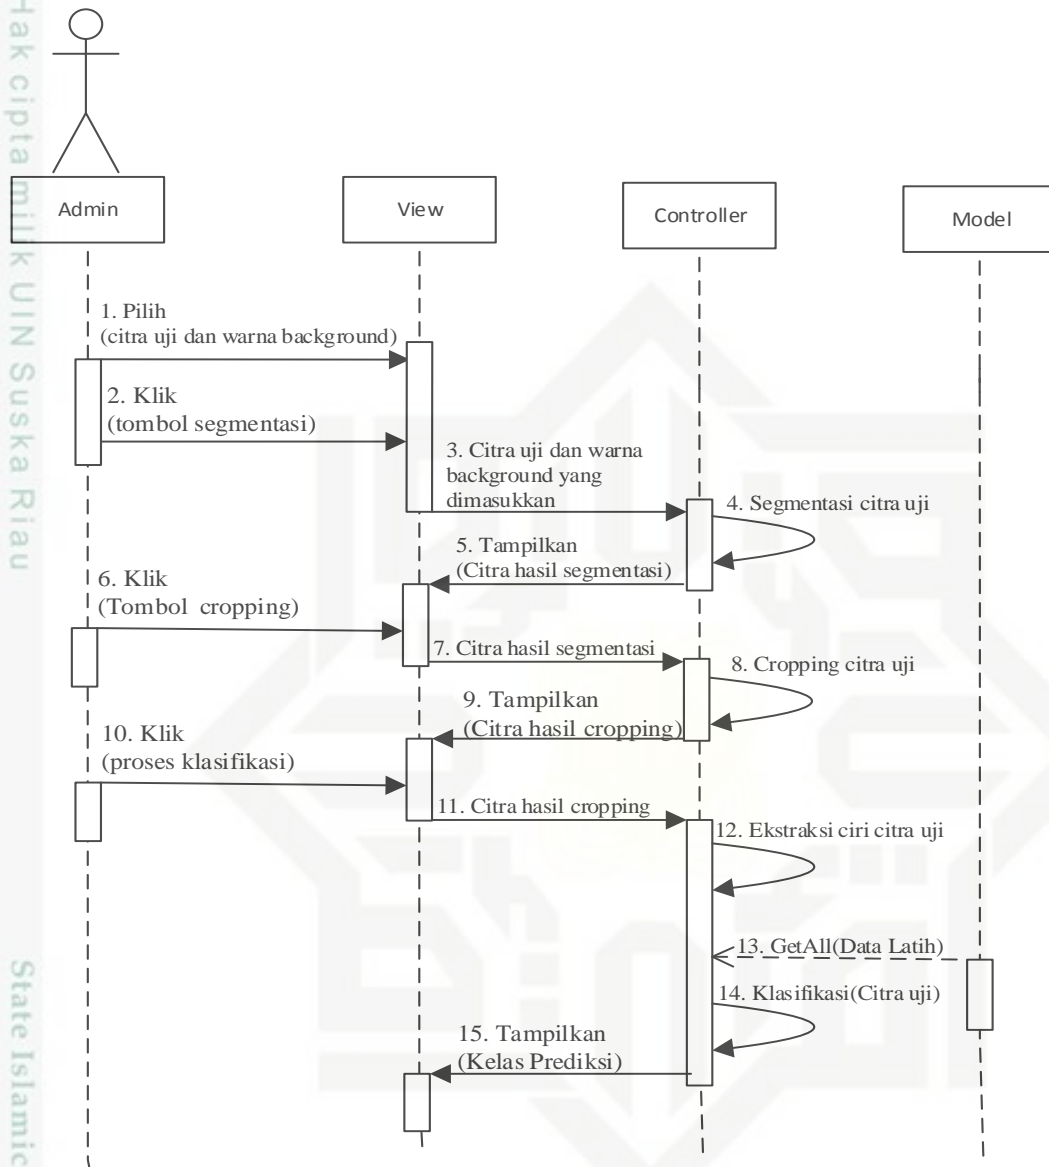 Hak cipta milik UIN Suska Riau
State Islamic
Admin
View
Controller
Model
1. Pilih
(citra uji dan warna background)
2. Klik
(tombol segmentasi)
3. Citra uji dan warna
background yang
dimasukkan
4. Segmentasi citra uji
5. Tampilkan
(Citra hasil segmentasi)
6. Klik
(Tombol cropping)
7. Citra hasil segmentasi
8. Cropping citra uji
9. Tampilkan
(Citra hasil cropping)
10. Klik
(proses klasifikasi)
11. Citra hasil cropping
12. Ekstraksi ciri citra uji
13. GetAll(Data Latih)
14. Klasifikasi(Citra uji)
15. Tampilkan
(Kelas Prediksi)